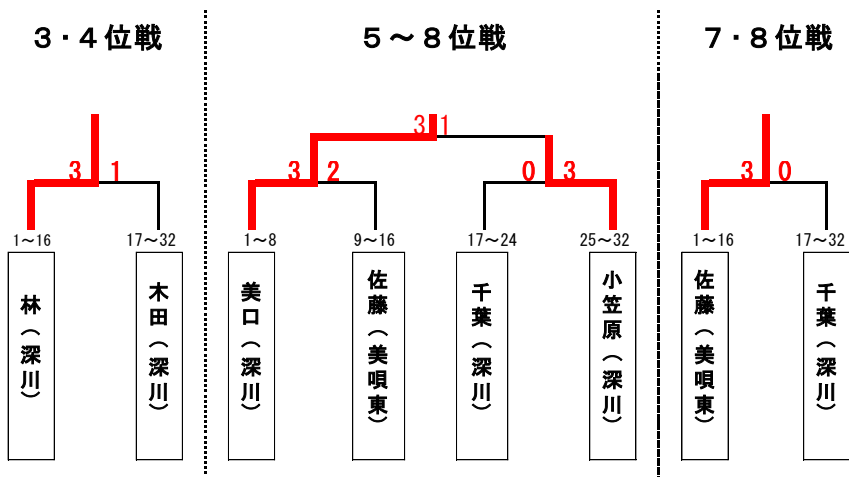 3・4位戦
3 1
1～16
17～32
林（深川）
木田（深川）
5～8位戦
3 1
3 2
0 3
1～8
9～16
17～24
25～32
美口（深川）
佐藤（美唄東）
千葉（深川）
小笠原（深川）
7・8位戦
3 0
1～16
17～32
佐藤（美唄東）
千葉（深川）